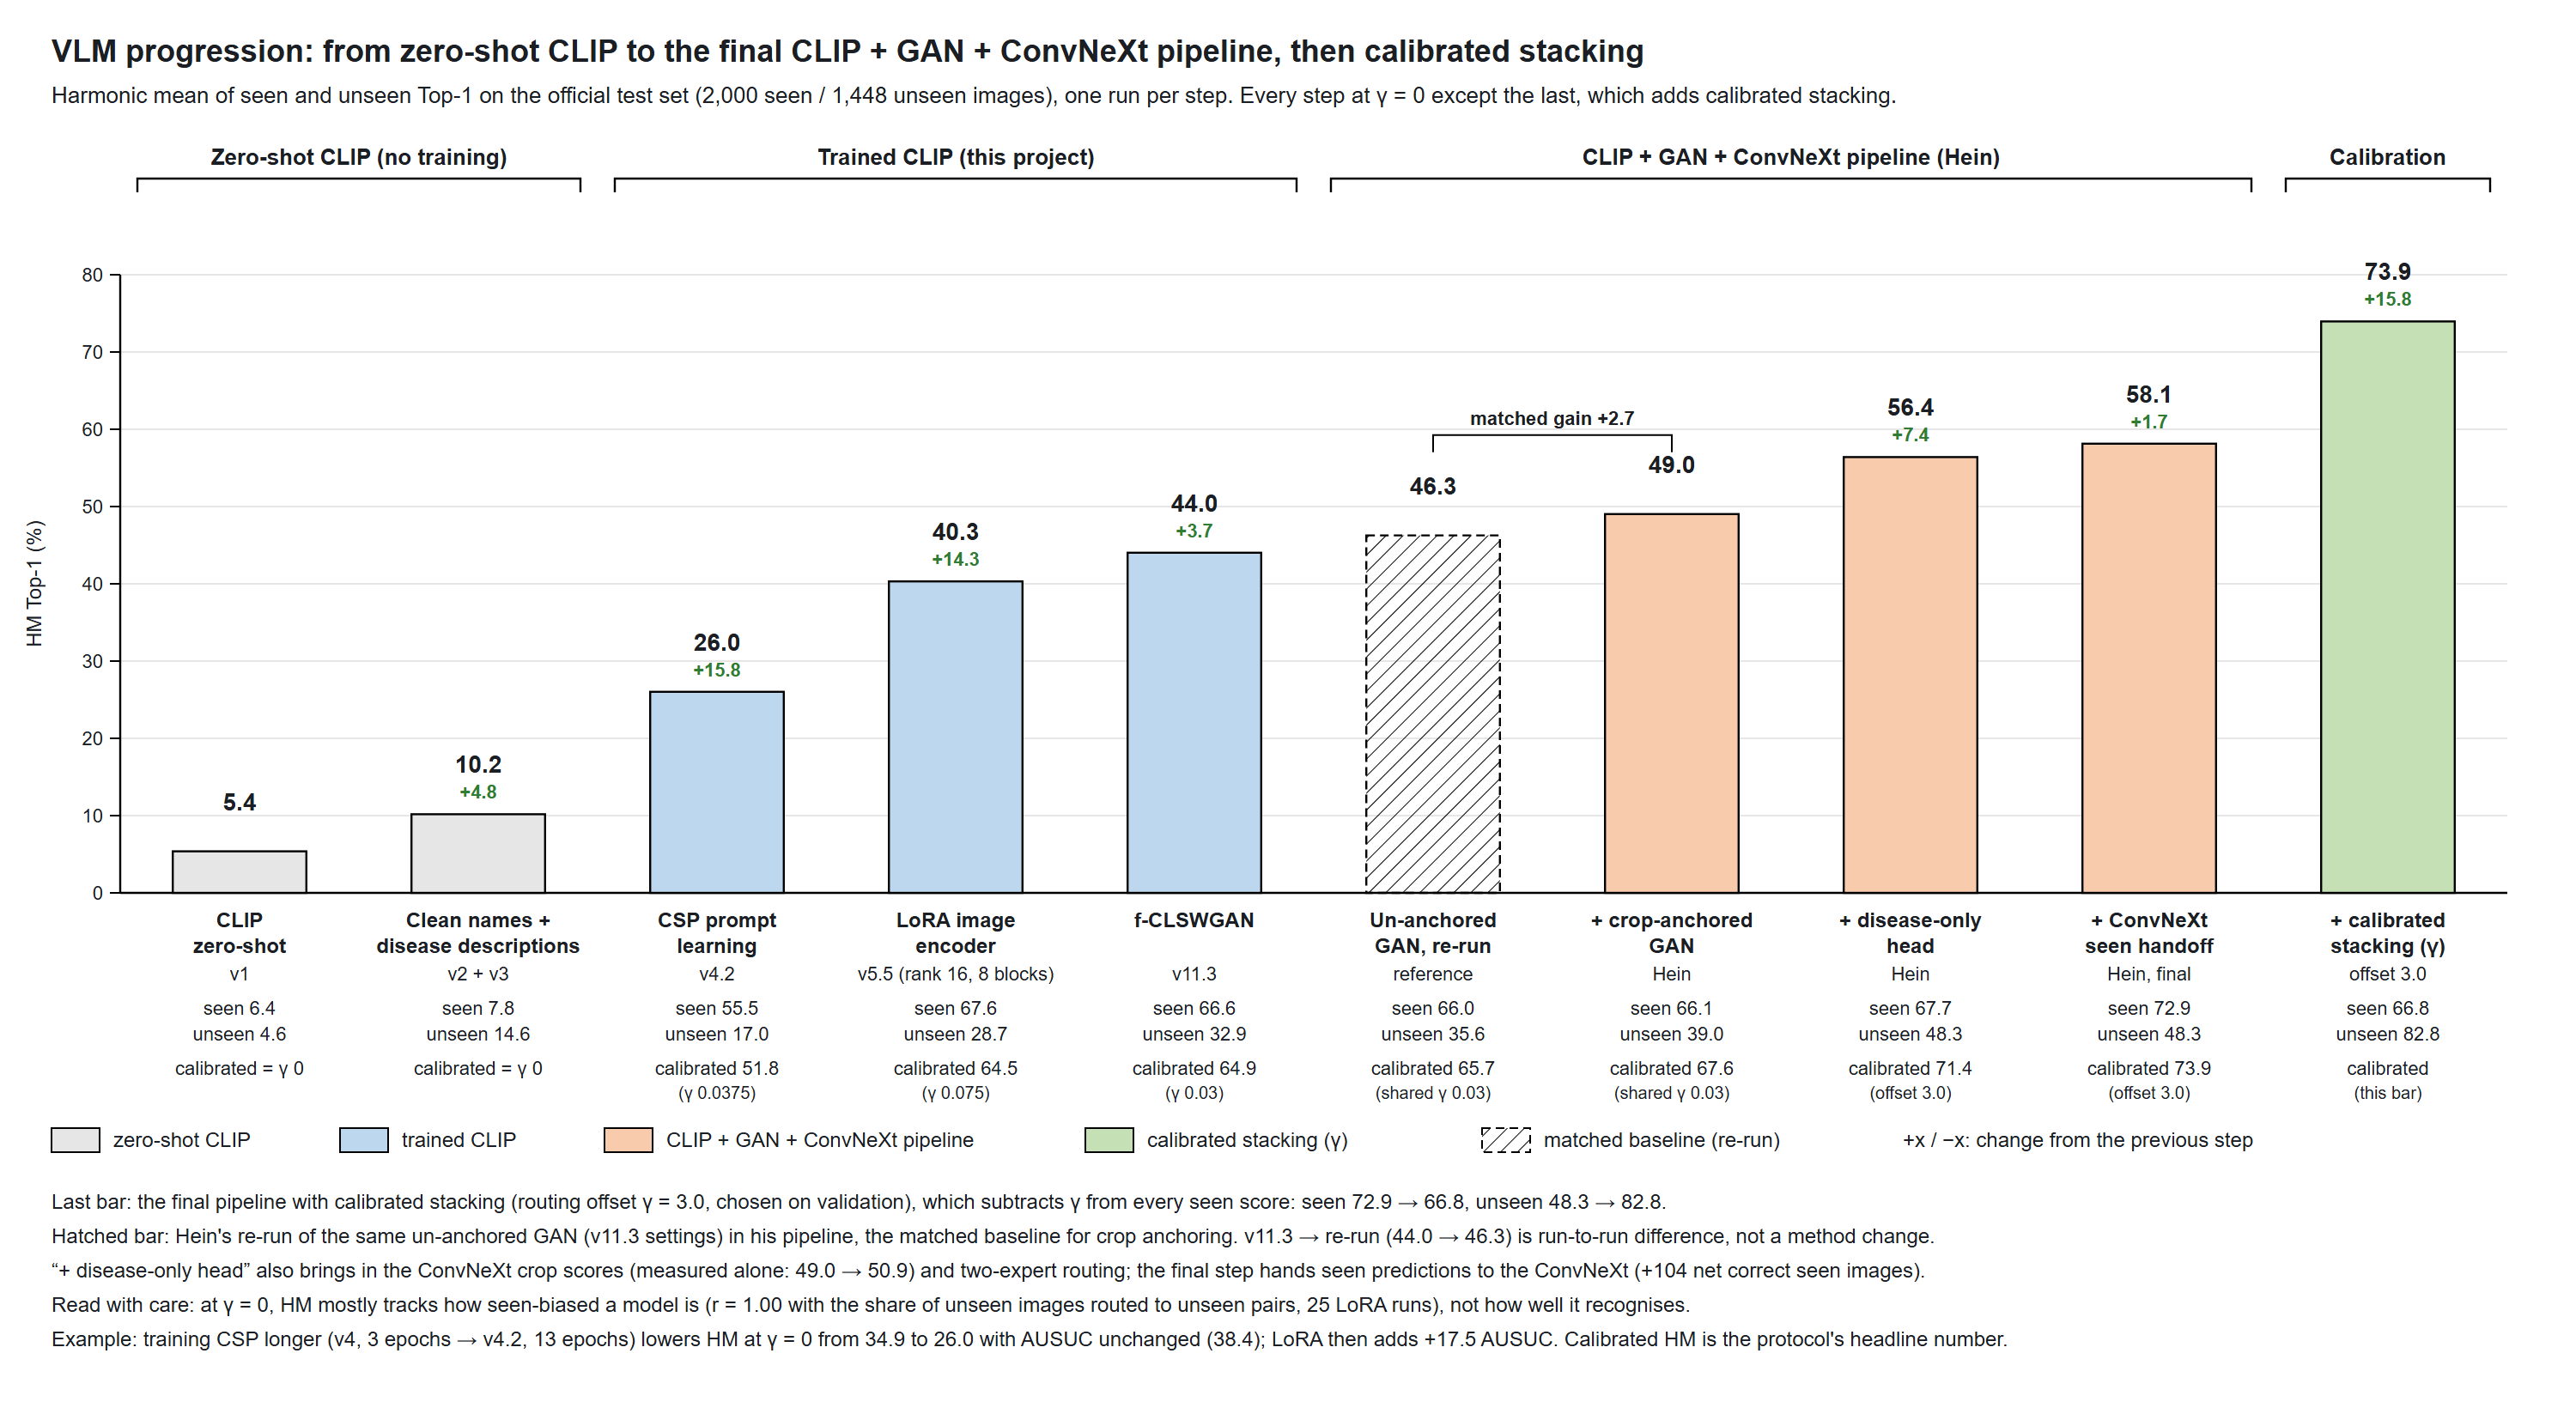 VLM progression: from zero-shot CLIP to the final CLIP + GAN + ConvNeXt pipeline, then calibrated stacking
Harmonic mean of seen and unseen Top-1 on the official test set (2,000 seen / 1,448 unseen images), one run per step. Every step at γ = 0 except the last, which adds calibrated stacking.
Zero-shot CLIP (no training)
Trained CLIP (this project)
CLIP + GAN + ConvNeXt pipeline (Hein)
Calibration
HM Top-1 (%)
80
70
60
50
40
30
20
10
0
5.4
10.2
+4.8
26.0
+15.8
40.3
+14.3
44.0
+3.7
46.3
matched gain +2.7
49.0
56.4
+7.4
58.1
+1.7
73.9
+15.8
CLIP
zero-shot
v1
seen 6.4
unseen 4.6
calibrated = γ 0
Clean names +
disease descriptions
v2 + v3
seen 7.8
unseen 14.6
calibrated = γ 0
CSP prompt
learning
v4.2
seen 55.5
unseen 17.0
calibrated 51.8
(γ 0.0375)
LoRA image
encoder
v5.5 (rank 16, 8 blocks)
seen 67.6
unseen 28.7
calibrated 64.5
(γ 0.075)
f-CLSWGAN
v11.3
seen 66.6
unseen 32.9
calibrated 64.9
(γ 0.03)
Un-anchored
GAN, re-run
reference
seen 66.0
unseen 35.6
calibrated 65.7
(shared γ 0.03)
+ crop-anchored
GAN
Hein
seen 66.1
unseen 39.0
calibrated 67.6
(shared γ 0.03)
+ disease-only
head
Hein
seen 67.7
unseen 48.3
calibrated 71.4
(offset 3.0)
+ ConvNeXt
seen handoff
Hein, final
seen 72.9
unseen 48.3
calibrated 73.9
(offset 3.0)
+ calibrated
stacking (γ)
offset 3.0
seen 66.8
unseen 82.8
calibrated
(this bar)
zero-shot CLIP
trained CLIP
CLIP + GAN + ConvNeXt pipeline
calibrated stacking (γ)
matched baseline (re-run)
+x / −x: change from the previous step
Last bar: the final pipeline with calibrated stacking (routing offset γ = 3.0, chosen on validation), which subtracts γ from every seen score: seen 72.9 → 66.8, unseen 48.3 → 82.8.
Hatched bar: Hein's re-run of the same un-anchored GAN (v11.3 settings) in his pipeline, the matched baseline for crop anchoring. v11.3 → re-run (44.0 → 46.3) is run-to-run difference, not a method change.
“+ disease-only head” also brings in the ConvNeXt crop scores (measured alone: 49.0 → 50.9) and two-expert routing; the final step hands seen predictions to the ConvNeXt (+104 net correct seen images).
Read with care: at γ = 0, HM mostly tracks how seen-biased a model is (r = 1.00 with the share of unseen images routed to unseen pairs, 25 LoRA runs), not how well it recognises.
Example: training CSP longer (v4, 3 epochs → v4.2, 13 epochs) lowers HM at γ = 0 from 34.9 to 26.0 with AUSUC unchanged (38.4); LoRA then adds +17.5 AUSUC. Calibrated HM is the protocol's headline number.